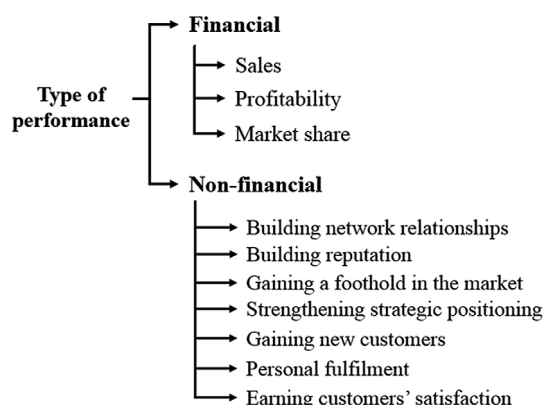 Type of
performance
Financial
Sales
Profitability
Market share
Non-financial
Building network relationships
Building reputation
Gaining a foothold in the market
Strengthening strategic positioning
Gaining new customers
Personal fulfilment
Earning customers’ satisfaction